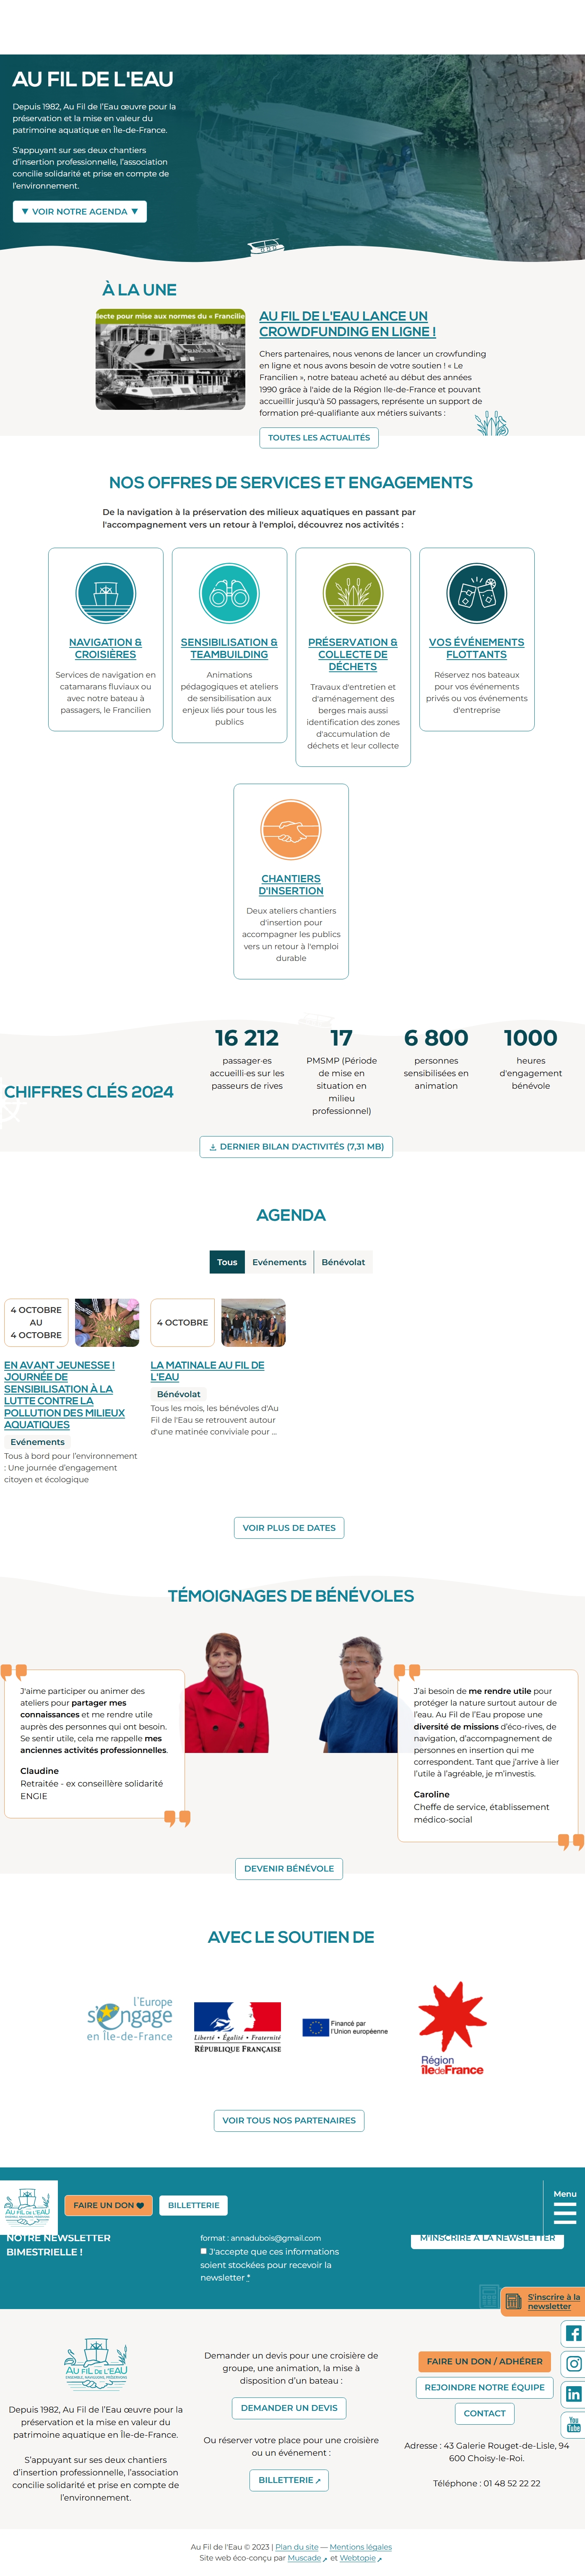 AU FIL DE L'EAU
Depuis 1982, Au Fil de l'Eau œuvre pour la
préservation et la mise en valeur du
patrimoine aquatique en Île-de-France.
S'appuyant sur ses deux chantiers
d'insertion professionnelle, l'association
concilie solidarité et prise en compte de
l'environnement.
▼ VOIR NOTRE AGENDA ▼
À LA UNE
llecte pour mise aux normes du « Francilie
AU FIL DE L'EAU LANCE UN
CROWDFUNDING EN LIGNE !
Chers partenaires, nous venons de lancer un crowfunding
en ligne et nous avons besoin de votre soutien ! « Le
Francilien », notre bateau acheté au début des années
1990 grâce à l'aide de la Région Ile-de-France et pouvant
accueillir jusqu'à 50 passagers, représente un support de
formation pré-qualifiante aux métiers suivants :
TOUTES LES ACTUALITÉS
NOS OFFRES DE SERVICES ET ENGAGEMENTS
De la navigation à la préservation des milieux aquatiques en passant par
l'accompagnement vers un retour à l'emploi, découvrez nos activités :
NAVIGATION &
CROISIÈRES
Services de navigation en
catamarans fluviaux ou
avec notre bateau à
passagers, le Francilien
SENSIBILISATION &
TEAMBUILDING
Animations
pédagogiques et ateliers
de sensibilisation aux
enjeux liés pour tous les
publics
PRÉSERVATION &
COLLECTE DE
DÉCHETS
Travaux d'entretien et
d'aménagement des
berges mais aussi
identification des zones
d'accumulation de
déchets et leur collecte
VOS ÉVÉNEMENTS
FLOTTANTS
Réservez nos bateaux
pour vos événements
privés ou vos événements
d'entreprise
CHANTIERS
D'INSERTION
Deux ateliers chantiers
d'insertion pour
accompagner les publics
vers un retour à l'emploi
durable
CHIFFRES CLÉS 2024
16 212
passager·es
accueilli·es sur les
passeurs de rives
17
PMSMP (Période
de mise en
situation en
milieu
professionnel)
6 800
personnes
sensibilisées en
animation
1000
heures
d'engagement
bénévole
DERNIER BILAN D'ACTIVITÉS (7,31 MB)
AGENDA
Tous Evénements Bénévolat
4 OCTOBRE
AU
4 OCTOBRE
EN AVANT JEUNESSE !
JOURNÉE DE
SENSIBILISATION À LA
LUTTE CONTRE LA
POLLUTION DES MILIEUX
AQUATIQUES
Evénements
Tous à bord pour l'environnement
: Une journée d'engagement
citoyen et écologique
4 OCTOBRE
LA MATINALE AU FIL DE
L'EAU
Bénévolat
Tous les mois, les bénévoles d'Au
Fil de l'Eau se retrouvent autour
d'une matinée conviviale pour ...
VOIR PLUS DE DATES
TÉMOIGNAGES DE BÉNÉVOLES
J'aime participer ou animer des
ateliers pour partager mes
connaissances et me rendre utile
auprès des personnes qui ont besoin.
Se sentir utile, cela me rappelle mes
anciennes activités professionnelles.
Claudine
Retraitée - ex conseillère solidarité
ENGIE
J'ai besoin de me rendre utile pour
protéger la nature surtout autour de
l'eau. Au Fil de l'Eau propose une
diversité de missions d'éco-rives, de
navigation, d'accompagnement de
personnes en insertion qui me
correspondent. Tant que j'arrive à lier
l'utile à l'agréable, je m'investis.
Caroline
Cheffe de service, établissement
médico-social
DEVENIR BÉNÉVOLE
AVEC LE SOUTIEN DE
l'Europe
s'engage
en Île-de-France
Liberté • Égalité • Fraternité
RÉPUBLIQUE FRANÇAISE
Financé par
l'Union européenne
Région
îledeFrance
VOIR TOUS NOS PARTENAIRES
AU FIL DE L'EAU
FAIRE UN DON
BILLETTERIE
Menu
NOTRE NEWSLETTER
BIMESTRIELLE !
format : annadubois@gmail.com
J'accepte que ces informations
soient stockées pour recevoir la
newsletter *
M'INSCRIRE À LA NEWSLETTER
S'inscrire à la
newsletter
AU FIL DE L'EAU
Depuis 1982, Au Fil de l'Eau œuvre pour la
préservation et la mise en valeur du
patrimoine aquatique en Île-de-France.
S'appuyant sur ses deux chantiers
d'insertion professionnelle, l'association
concilie solidarité et prise en compte de
l'environnement.
Demander un devis pour une croisière de
groupe, une animation, la mise à
disposition d'un bateau :
DEMANDER UN DEVIS
Ou réserver votre place pour une croisière
ou un événement :
BILLETTERIE
FAIRE UN DON / ADHÉRER
REJOINDRE NOTRE ÉQUIPE
CONTACT
Adresse : 43 Galerie Rouget-de-Lisle, 94
600 Choisy-le-Roi.
Téléphone : 01 48 52 22 22
You
Tube
Au Fil de l'Eau © 2023 | Plan du site — Mentions légales
Site web éco-conçu par Muscade et Webtopie